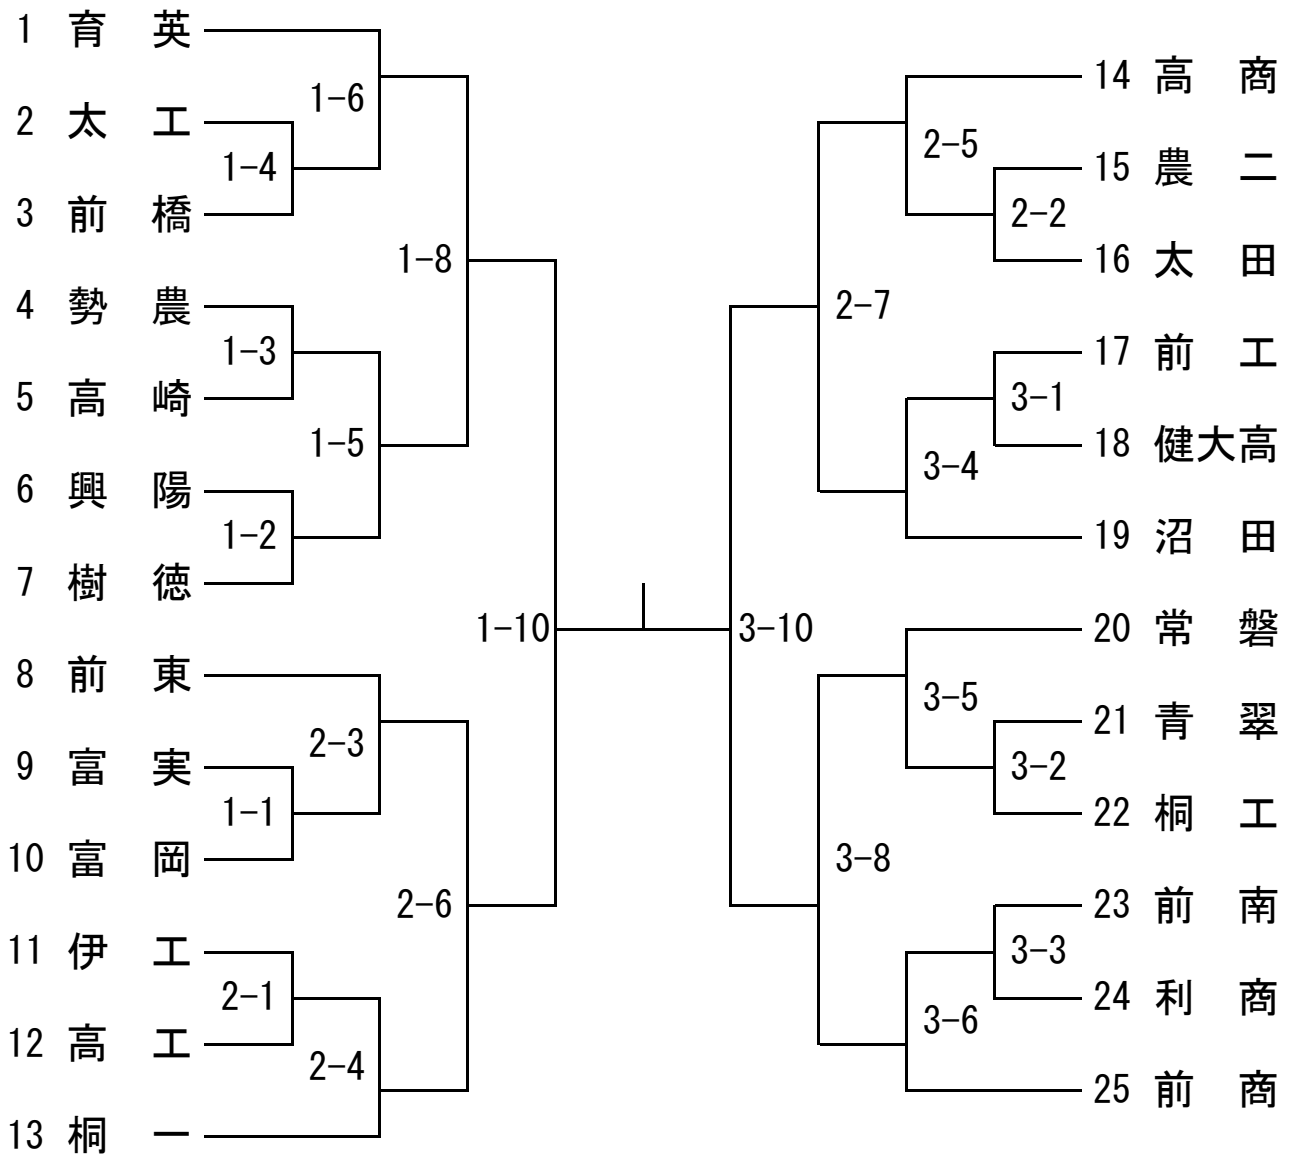 1 育 英
1-6
2 太 工
1-4
3 前 橋
1-8
4 勢 農
1-3
5 高 崎
1-5
6 興 陽
1-2
7 樹 徳
1-10
8 前 東
2-3
9 富 実
1-1
10 富 岡
2-6
11 伊 工
2-1
12 高 工
2-4
13 桐 一
14 高 商
2-5
15 農 二
2-2
16 太 田
2-7
17 前 工
3-1
18 健大高
3-4
19 沼 田
3-10
20 常 磐
3-5
21 青 翠
3-2
22 桐 工
3-8
23 前 南
3-3
24 利 商
3-6
25 前 商